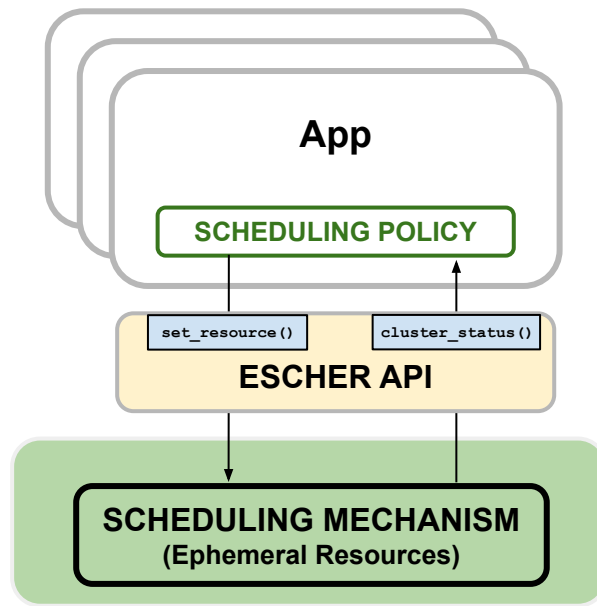 App
SCHEDULING POLICY
set_resource() cluster_status()
ESCHER API
SCHEDULING MECHANISM
(Ephemeral Resources)